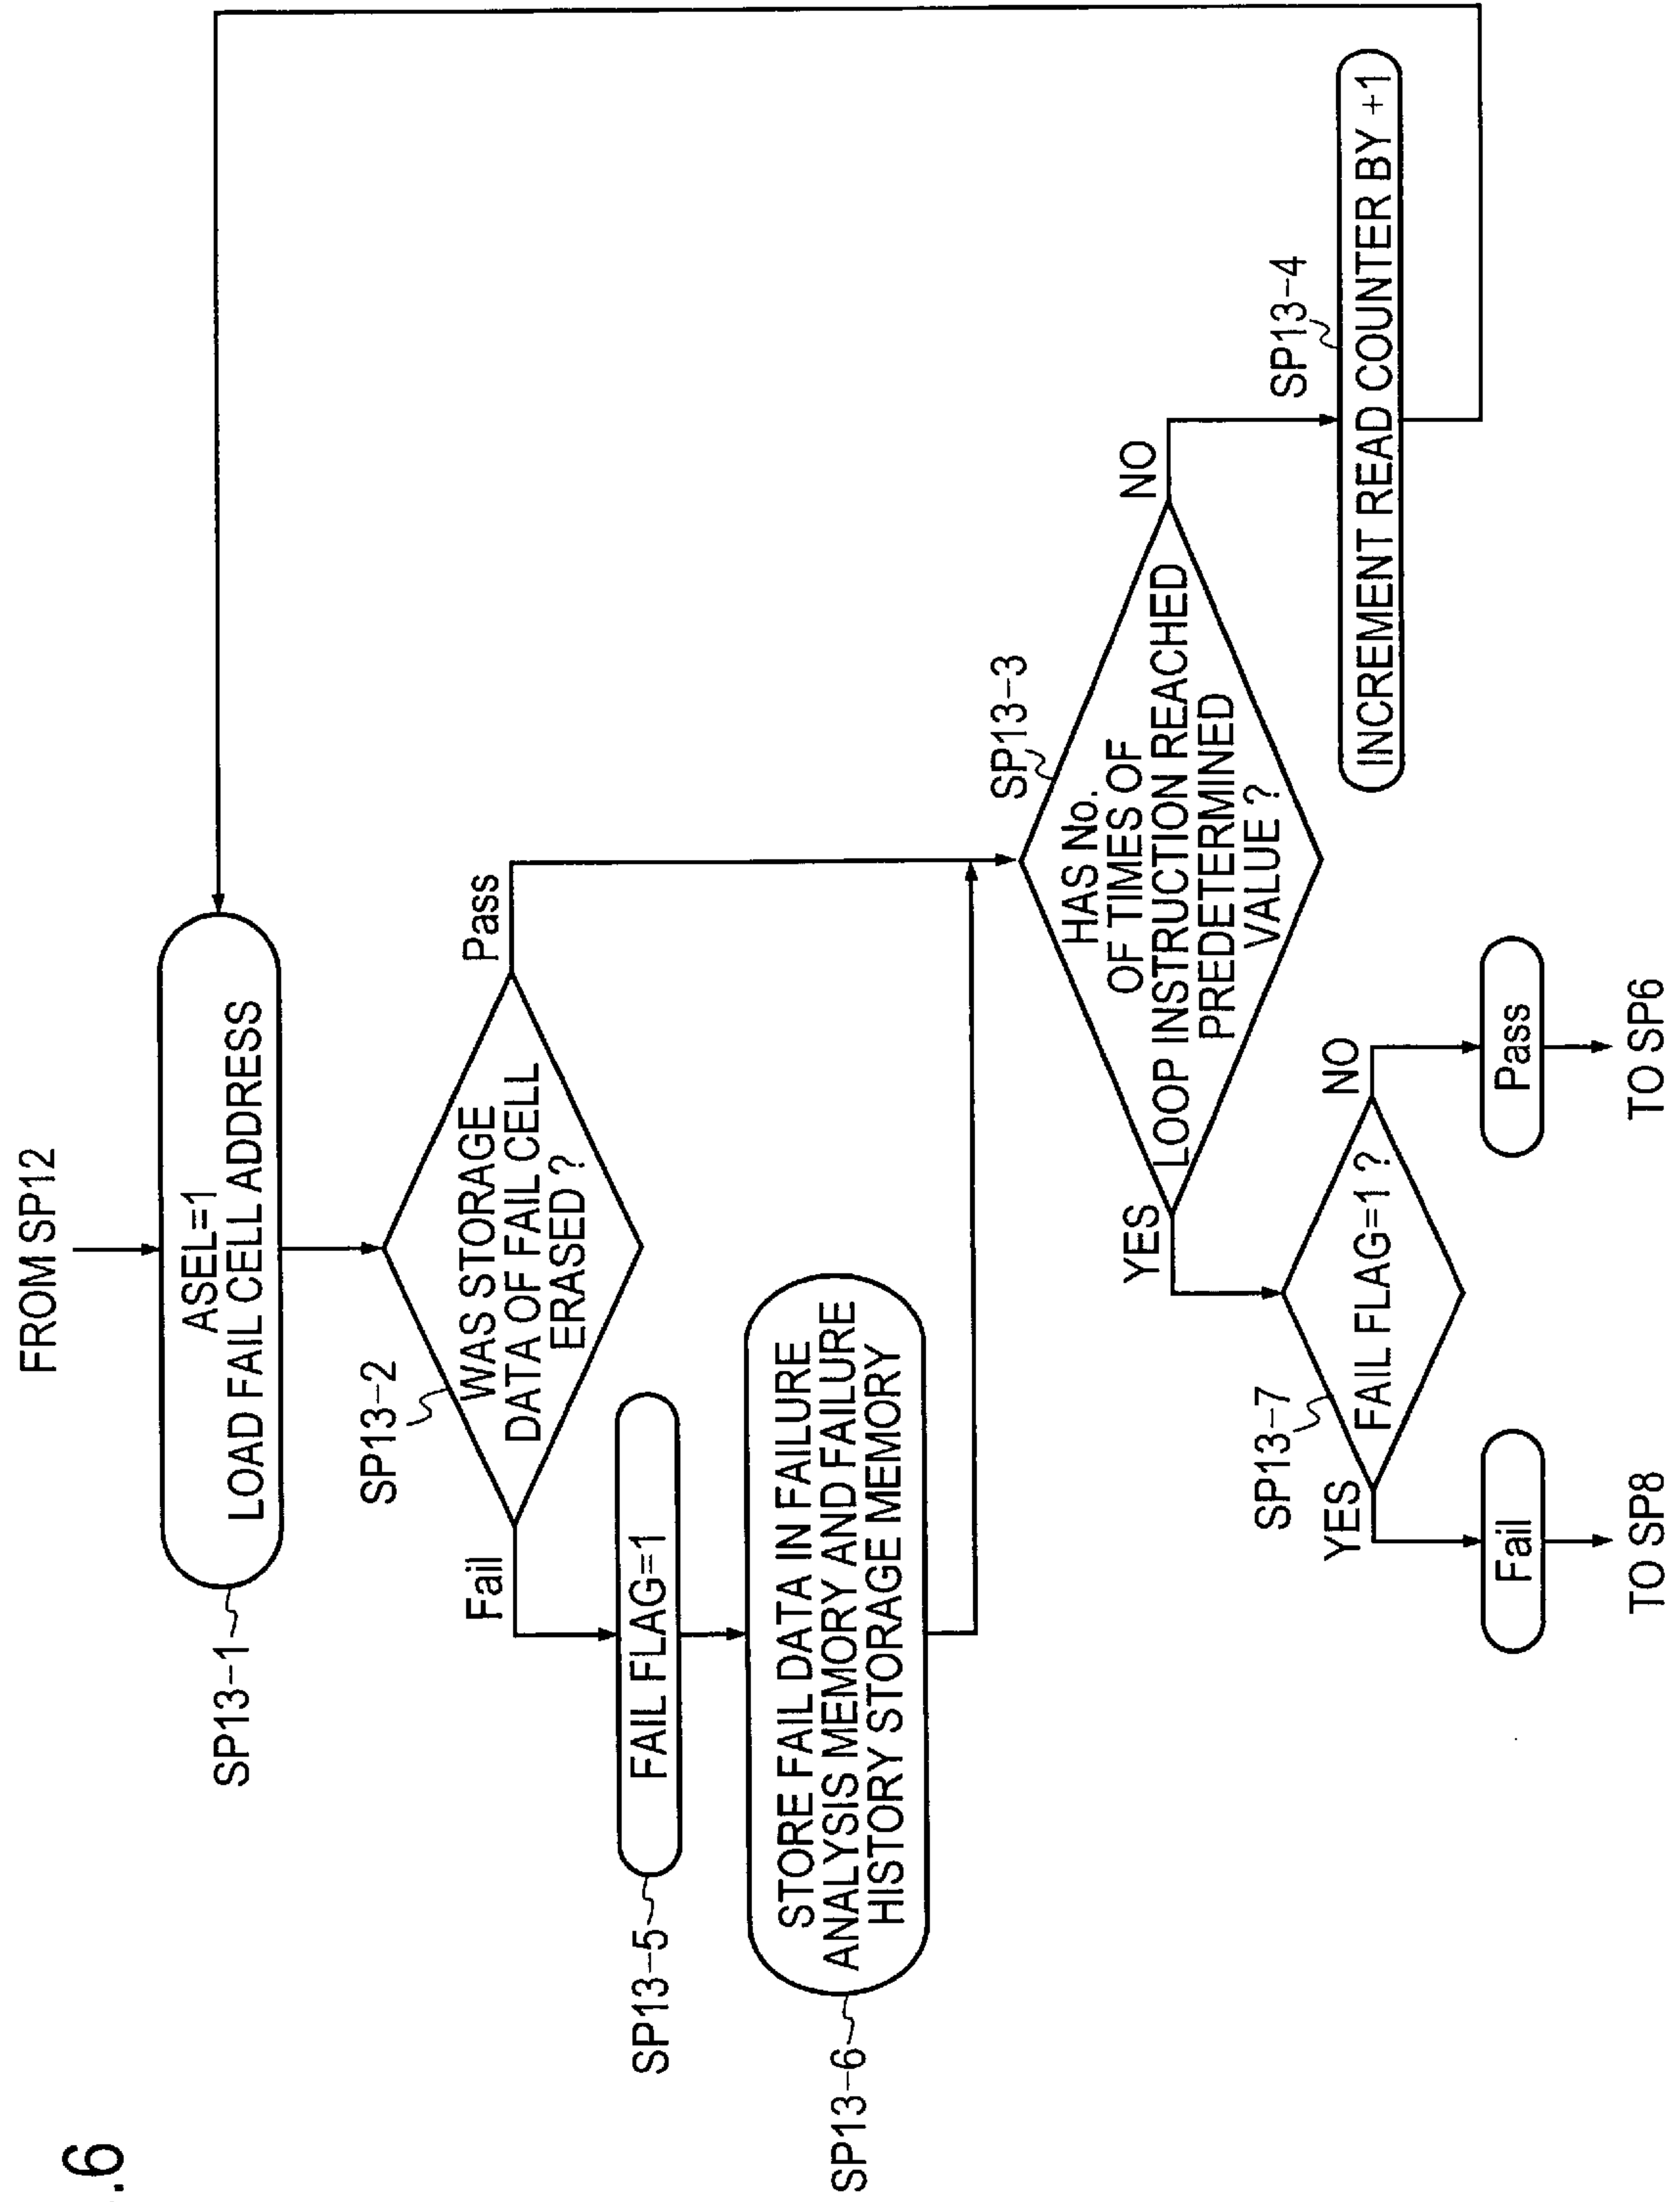 .6
FROM SP12
SP13-1
ASEL=1
LOAD FAIL CELL ADDRESS
SP13-2
WAS STORAGE
DATA OF FAIL CELL
ERASED ?
Fail
Pass
SP13-5
FAIL FLAG=1
SP13-6
STORE FAIL DATA IN FAILURE
ANALYSIS MEMORY AND FAILURE
HISTORY STORAGE MEMORY
SP13-3
HAS No.
OF TIMES OF
LOOP INSTRUCTION REACHED
PREDETERMINED
VALUE ?
YES
NO
SP13-4
INCREMENT READ COUNTER BY +1
SP13-7
FAIL FLAG=1 ?
YES
NO
Fail
Pass
TO SP8
TO SP6